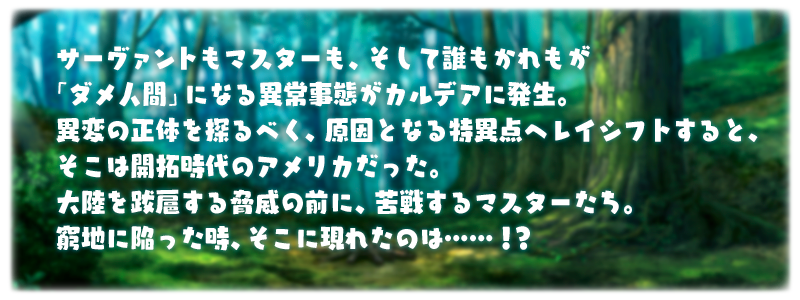 サーヴァントもマスターも、そして誰もかれもが
「ダメ人間」になる異常事態がカルデアに発生。
異変の正体を探るべく、原因となる特異点へレイシフトすると、
そこは開拓時代のアメリカだった。
大陸を跋扈する脅威の前に、苦戦するマスターたち。
窮地に陥った時、そこに現れたのは……！？